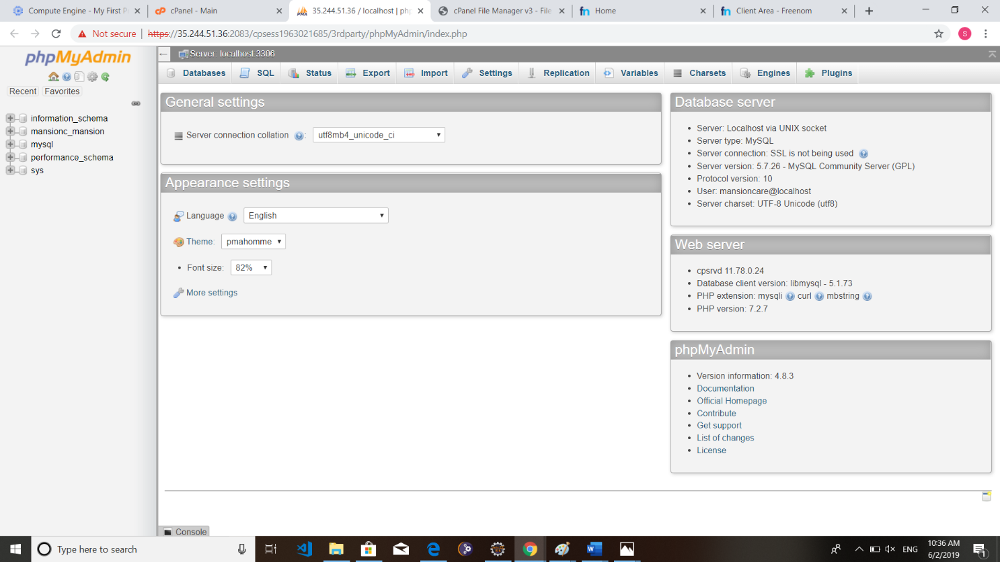 Compute Engine - My First P
cPanel - Main
35.244.51.36 / localhost | php
cPanel File Manager v3 - File
Home
Client Area - Freenom
Not secure | https://35.244.51.36:2083/cpsess1963021685/3rdparty/phpMyAdmin/index.php
S
phpMyAdmin
Recent Favorites
information_schema
mansionc_mansion
mysql
performance_schema
sys
Server: localhost:3306
Databases SQL Status Export Import Settings Replication Variables Charsets Engines Plugins
General settings
Server connection collation : utf8mb4_unicode_ci
Appearance settings
Language English
Theme: pmahomme
• Font size: 82%
More settings
Database server
• Server: Localhost via UNIX socket
• Server type: MySQL
• Server connection: SSL is not being used
• Server version: 5.7.26 - MySQL Community Server (GPL)
• Protocol version: 10
• User: mansioncare@localhost
• Server charset: UTF-8 Unicode (utf8)
Web server
• cpsrvd 11.78.0.24
• Database client version: libmysql - 5.1.73
• PHP extension: mysqli curl mbstring
• PHP version: 7.2.7
phpMyAdmin
• Version information: 4.8.3
• Documentation
• Official Homepage
• Contribute
• Get support
• List of changes
• License
Console
Type here to search
ENG
10:36 AM
6/2/2019
1